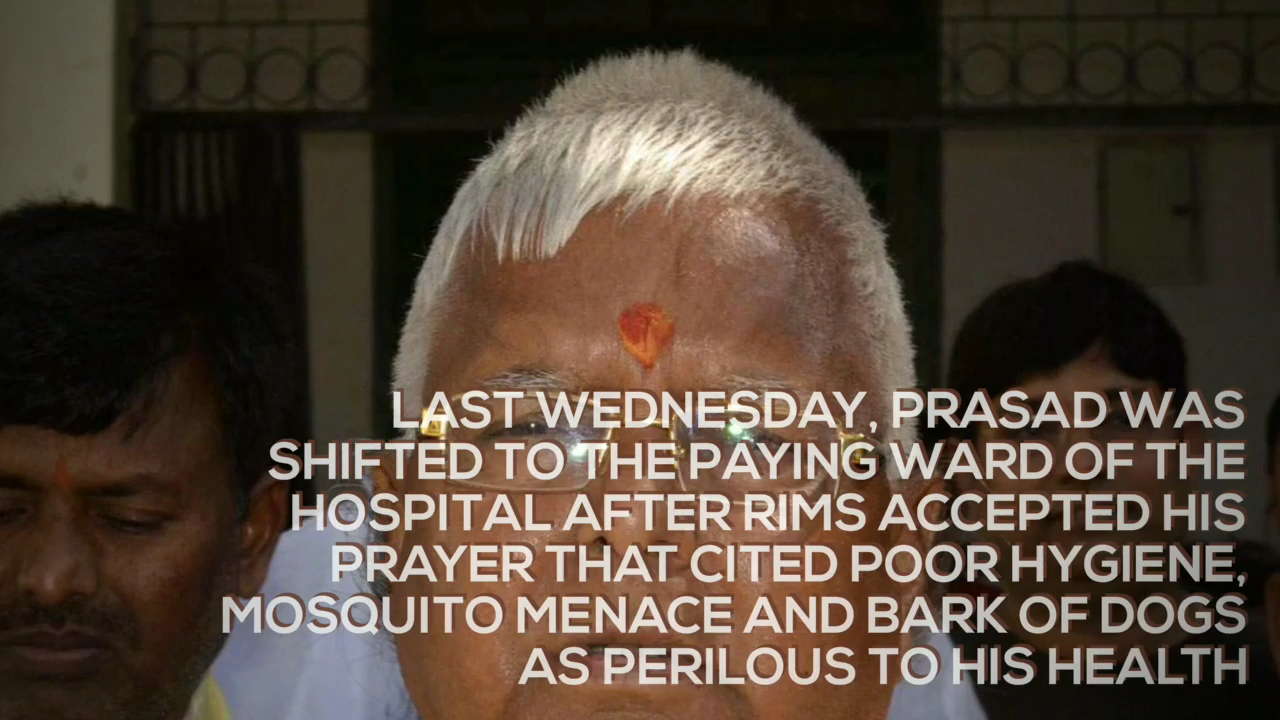 LAST WEDNESDAY, PRASAD WAS
SHIFTED TO THE PAYING WARD OF THE
HOSPITAL AFTER RIMS ACCEPTED HIS
PRAYER THAT CITED POOR HYGIENE,
MOSQUITO MENACE AND BARK OF DOGS
AS PERILOUS TO HIS HEALTH